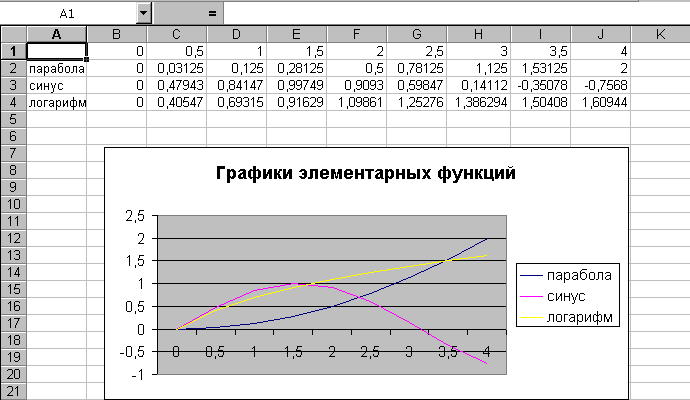 A1 =
A B C D E F G H I J K
1 0 0,5 1 1,5 2 2,5 3 3,5 4
2 парабола 0 0,03125 0,125 0,28125 0,5 0,78125 1,125 1,53125 2
3 синус 0 0,47943 0,84147 0,99749 0,9093 0,59847 0,14112 -0,35078 -0,7568
4 логарифм 0 0,40547 0,69315 0,91629 1,09861 1,25276 1,386294 1,50408 1,60944
5
6
7
8
9
10
11
12
13
14
15
16
17
18
19
20
21
Графики элементарных функций
2,5
2
1,5
1
0,5
0
-0,5
-1
0 0,5 1 1,5 2 2,5 3 3,5 4
парабола
синус
логарифм